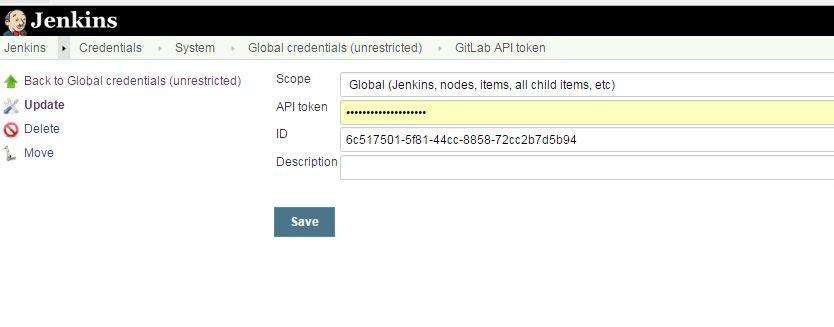 Jenkins
Jenkins Credentials System Global credentials (unrestricted) GitLab API token
Back to Global credentials (unrestricted)
Update
Delete
Move
Scope Global (Jenkins, nodes, items, all child items, etc)
API token ••••••••••••••••••••
ID 6c517501-5f81-44cc-8858-72cc2b7d5b94
Description
Save